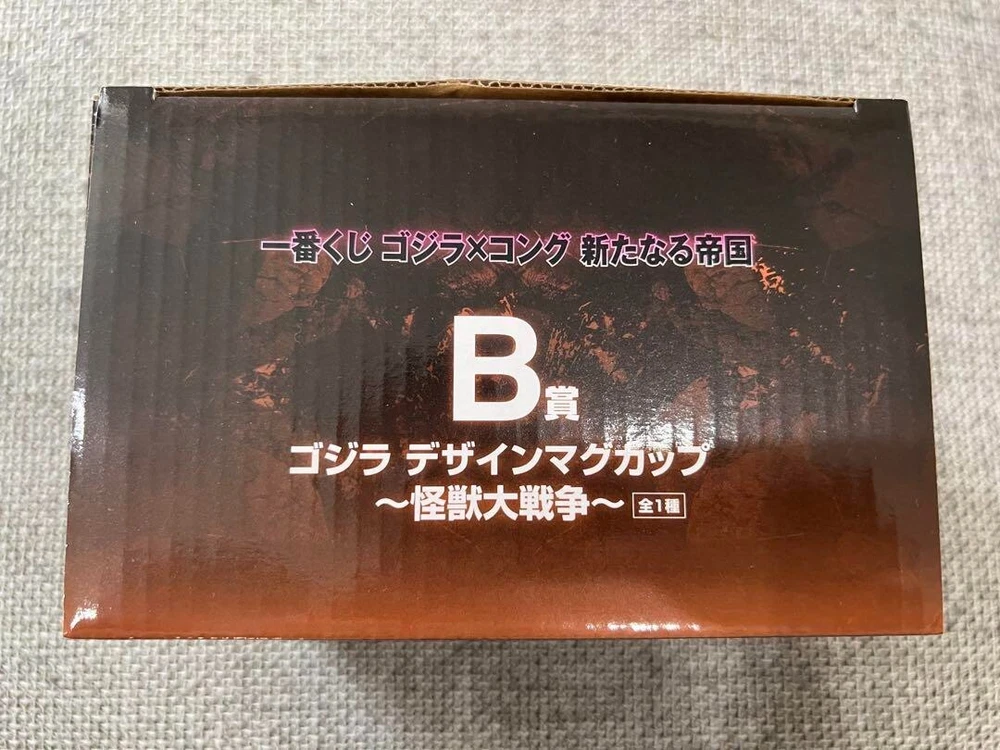 一番くじ ゴジラ×コング 新たなる帝国
B賞
ゴジラ デザインマグカップ
～怪獣大戦争～ 全1種